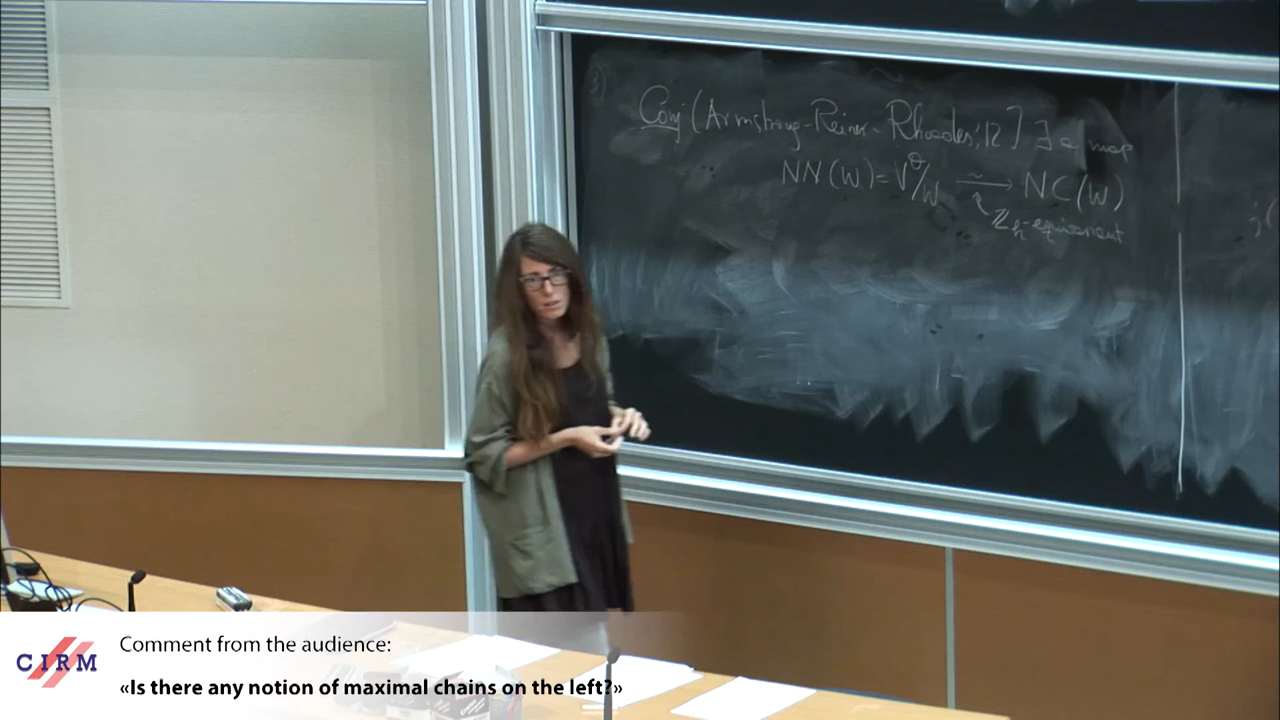 Conj (Armstrong-Reiner-Rhoades, 12] ∃ a map
NN(W) = V^θ/W ⥲ NC(W)
ℤ_h-equivariant
j(
CIRM
Comment from the audience:
«Is there any notion of maximal chains on the left?»